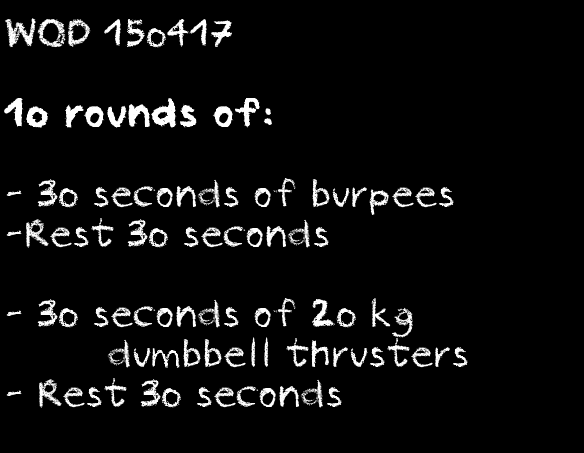 WOD 150417
10 rounds of:
- 30 seconds of burpees
-Rest 30 seconds
- 30 seconds of 20 kg
dumbbell thrusters
- Rest 30 seconds